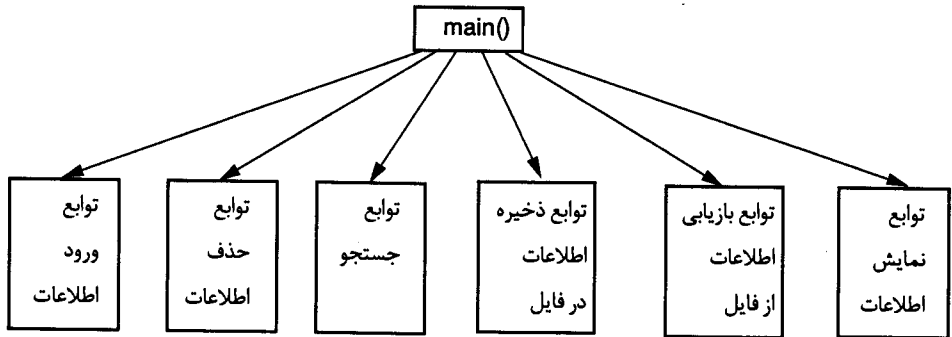 main()
توابع
نمایش
اطلاعات
توابع بازیابی
اطلاعات
از فایل
توابع ذخیره
اطلاعات
در فایل
توابع
جستجو
توابع
حذف
اطلاعات
توابع
ورود
اطلاعات